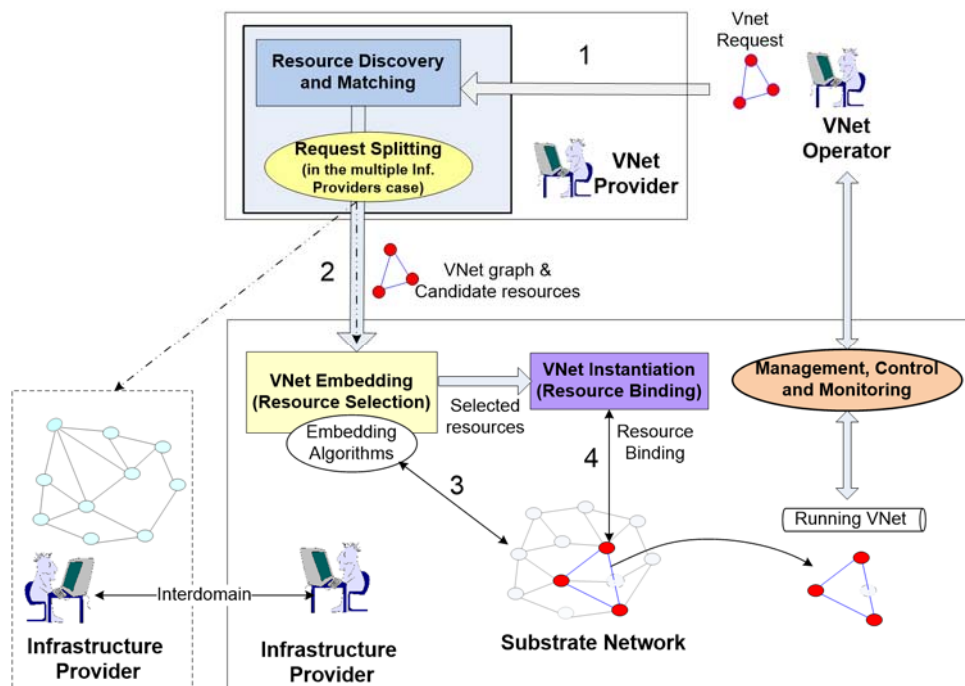 Vnet
Request
1
Resource Discovery
and Matching
VNet
Operator
Request Splitting
(in the multiple Inf.
Providers case)
VNet
Provider
2
VNet graph &
Candidate resources
VNet Embedding
(Resource Selection)
Embedding
Algorithms
Selected
resources
VNet Instantiation
(Resource Binding)
Management, Control
and Monitoring
3
4
Resource
Binding
Running VNet
Interdomain
Infrastructure
Provider
Infrastructure
Provider
Substrate Network